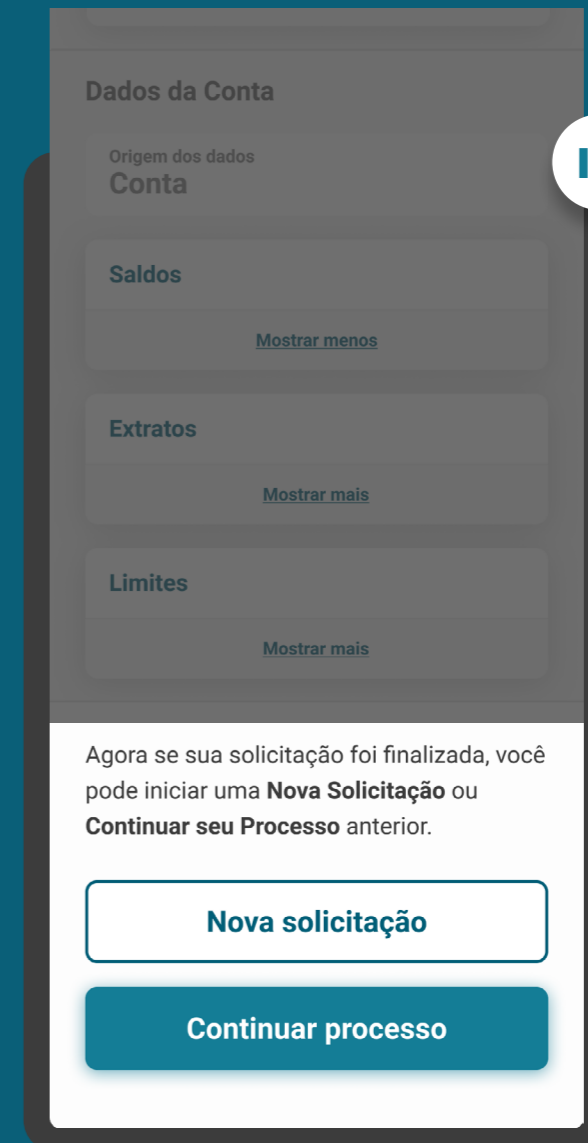 Dados da Conta
Origem dos dados
Conta
Saldos
Mostrar menos
Extratos
Mostrar mais
Limites
Mostrar mais
Agora se sua solicitação foi finalizada, você
pode iniciar uma Nova Solicitação ou
Continuar seu Processo anterior.
Nova solicitação
Continuar processo